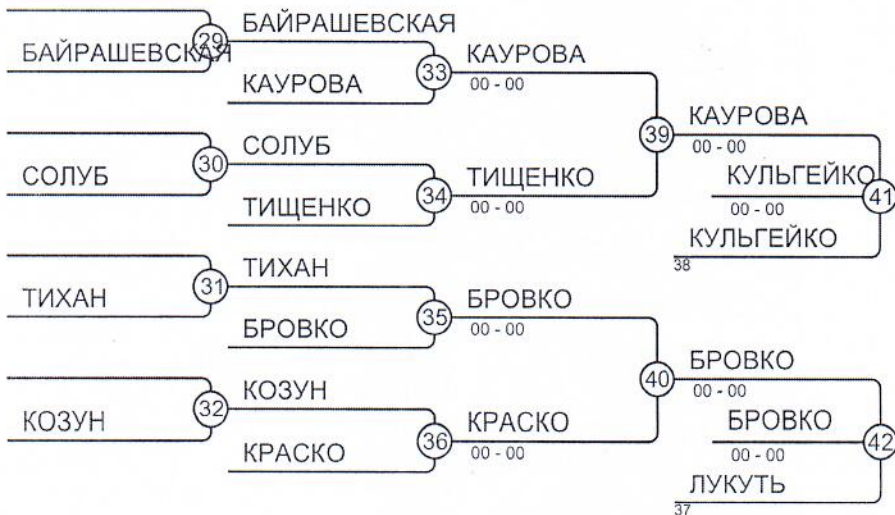 БАЙРАШЕВСКАЯ
29
БАЙРАШЕВСКАЯ
КАУРОВА
33
КАУРОВА
00 - 00
СОЛУБ
30
СОЛУБ
ТИЩЕНКО
34
ТИЩЕНКО
00 - 00
39
КАУРОВА
00 - 00
КУЛЬГЕЙКО
00 - 00
41
КУЛЬГЕЙКО
38
ТИХАН
31
ТИХАН
БРОВКО
35
БРОВКО
00 - 00
КОЗУН
32
КОЗУН
КРАСКО
36
КРАСКО
00 - 00
40
БРОВКО
00 - 00
БРОВКО
00 - 00
42
ЛУКУТЬ
37